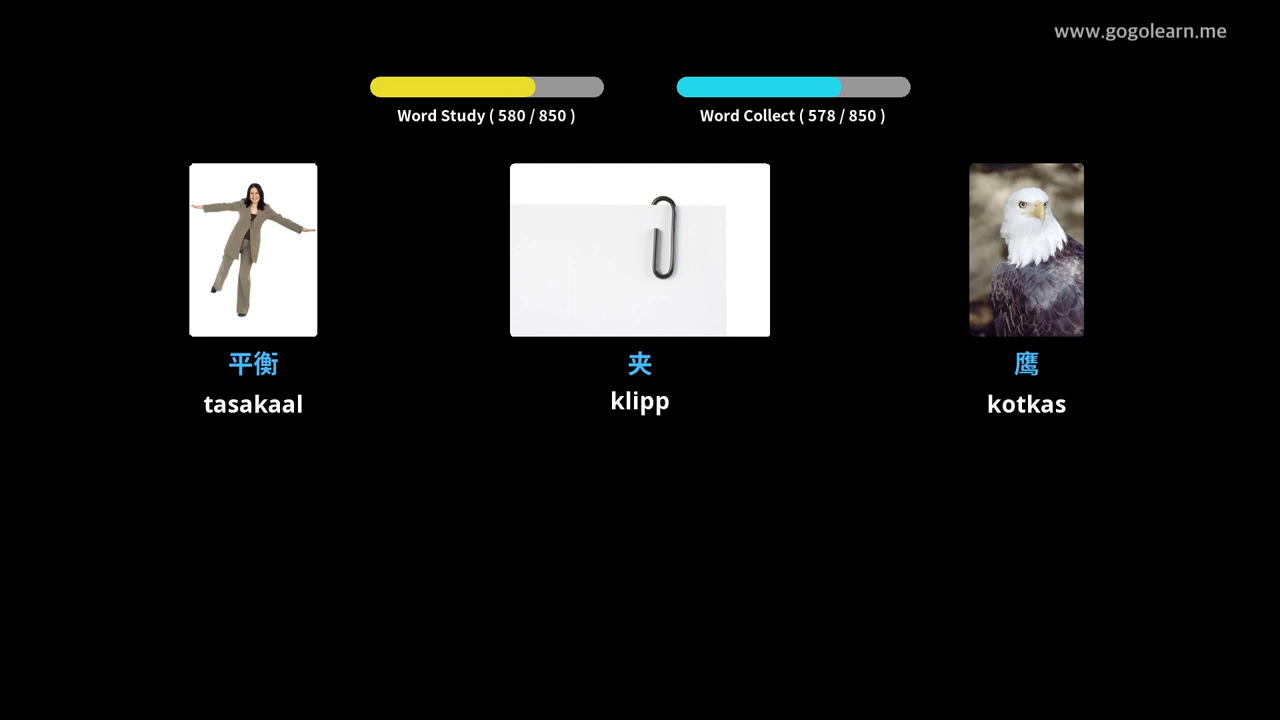 www.gogolearn.me
Word Study ( 580 / 850 )
Word Collect ( 578 / 850 )
平衡
夹
鹰
tasakaal
klipp
kotkas